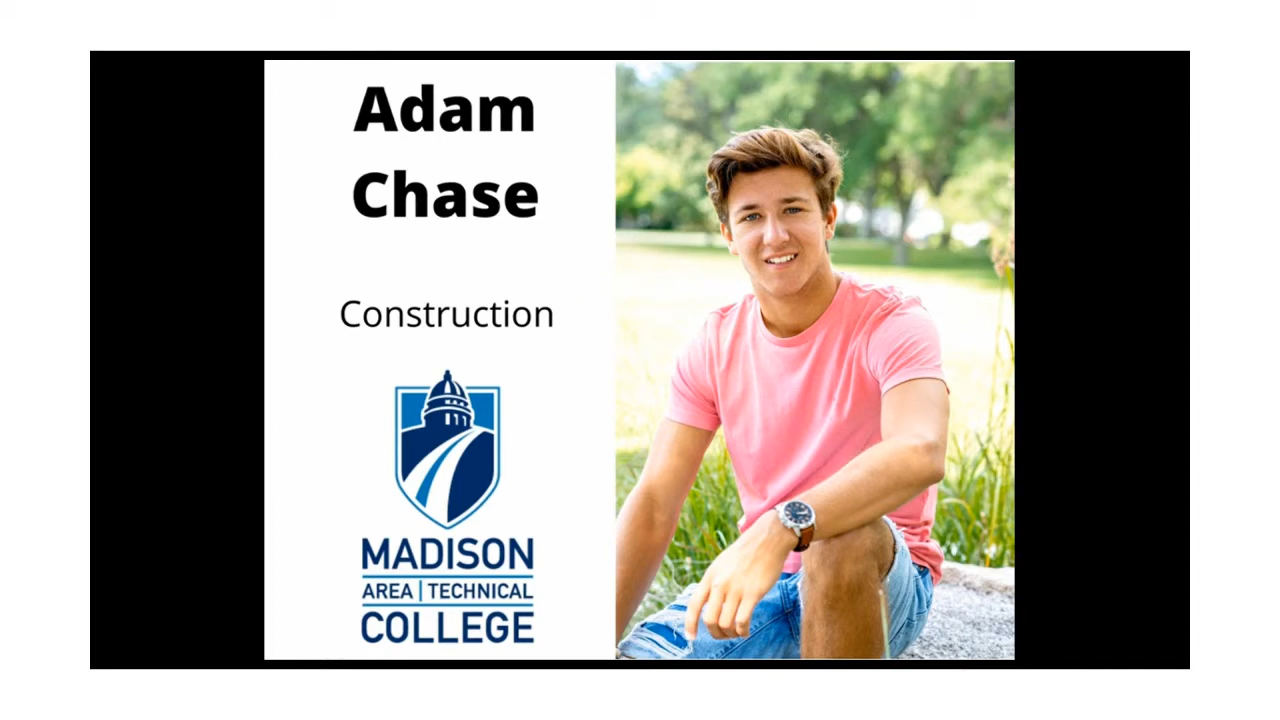 Adam
Chase
Construction
MADISON
AREA | TECHNICAL
COLLEGE